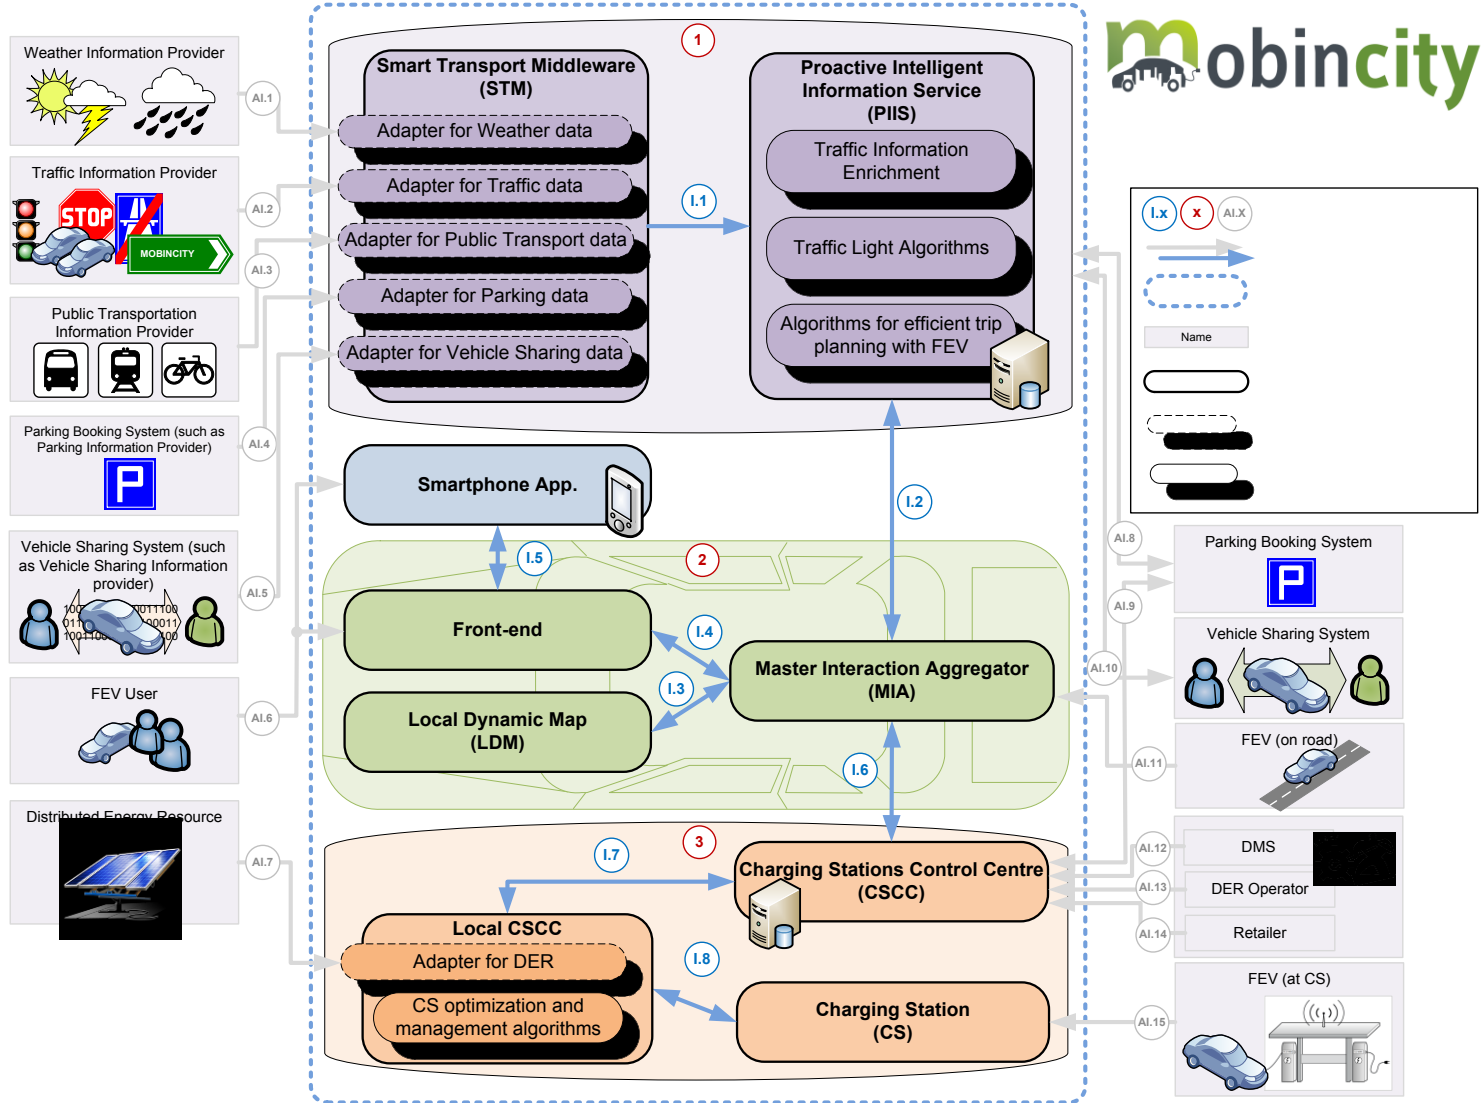 Weather Information Provider
AI.1
Traffic Information Provider
STOP
MOBINCITY
AI.2
AI.3
Public Transportation
Information Provider
Parking Booking System (such as
Parking Information Provider)
P
AI.4
Vehicle Sharing System (such
as Vehicle Sharing Information
provider)
AI.5
FEV User
AI.6
Distributed Energy Resource
AI.7
1
Smart Transport Middleware
(STM)
Adapter for Weather data
Adapter for Traffic data
Adapter for Public Transport data
Adapter for Parking data
Adapter for Vehicle Sharing data
I.1
Proactive Intelligent
Information Service
(PIIS)
Traffic Information
Enrichment
Traffic Light Algorithms
Algorithms for efficient trip
planning with FEV
Smartphone App.
I.2
I.5
2
Front-end
I.4
I.3
Local Dynamic Map
(LDM)
Master Interaction Aggregator
(MIA)
I.6
3
I.7
Charging Stations Control Centre
(CSCC)
Local CSCC
Adapter for DER
CS optimization and
management algorithms
I.8
Charging Station
(CS)
mobincity
I.x
x
AI.X
Name
AI.8
Parking Booking System
P
AI.9
Vehicle Sharing System
AI.10
FEV (on road)
AI.11
AI.12
DMS
AI.13
DER Operator
AI.14
Retailer
FEV (at CS)
AI.15